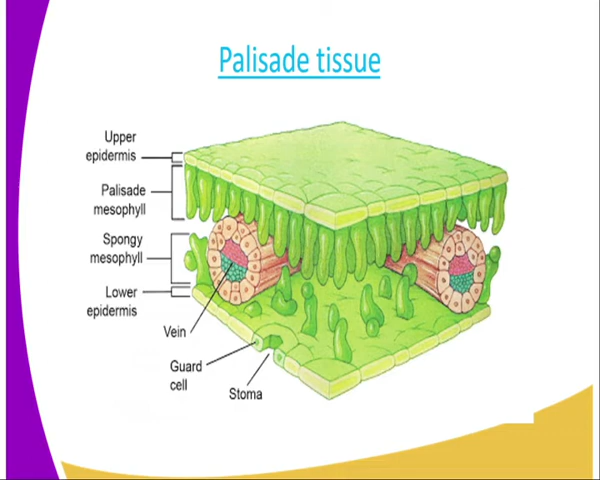 Palisade tissue
Upper
epidermis
Palisade
mesophyll
Spongy
mesophyll
Lower
epidermis
Vein
Guard
cell
Stoma